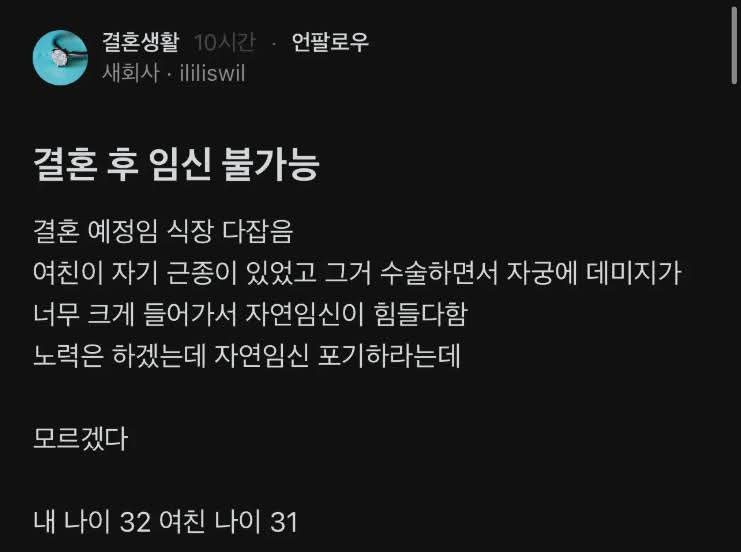 결혼생활 10시간 · 언팔로우
새회사 · ililiswil
결혼 후 임신 불가능
결혼 예정임 식장 다잡음
여친이 자기 근종이 있었고 그거 수술하면서 자궁에 데미지가
너무 크게 들어가서 자연임신이 힘들다함
노력은 하겠는데 자연임신 포기하라는데
모르겠다
내 나이 32 여친 나이 31